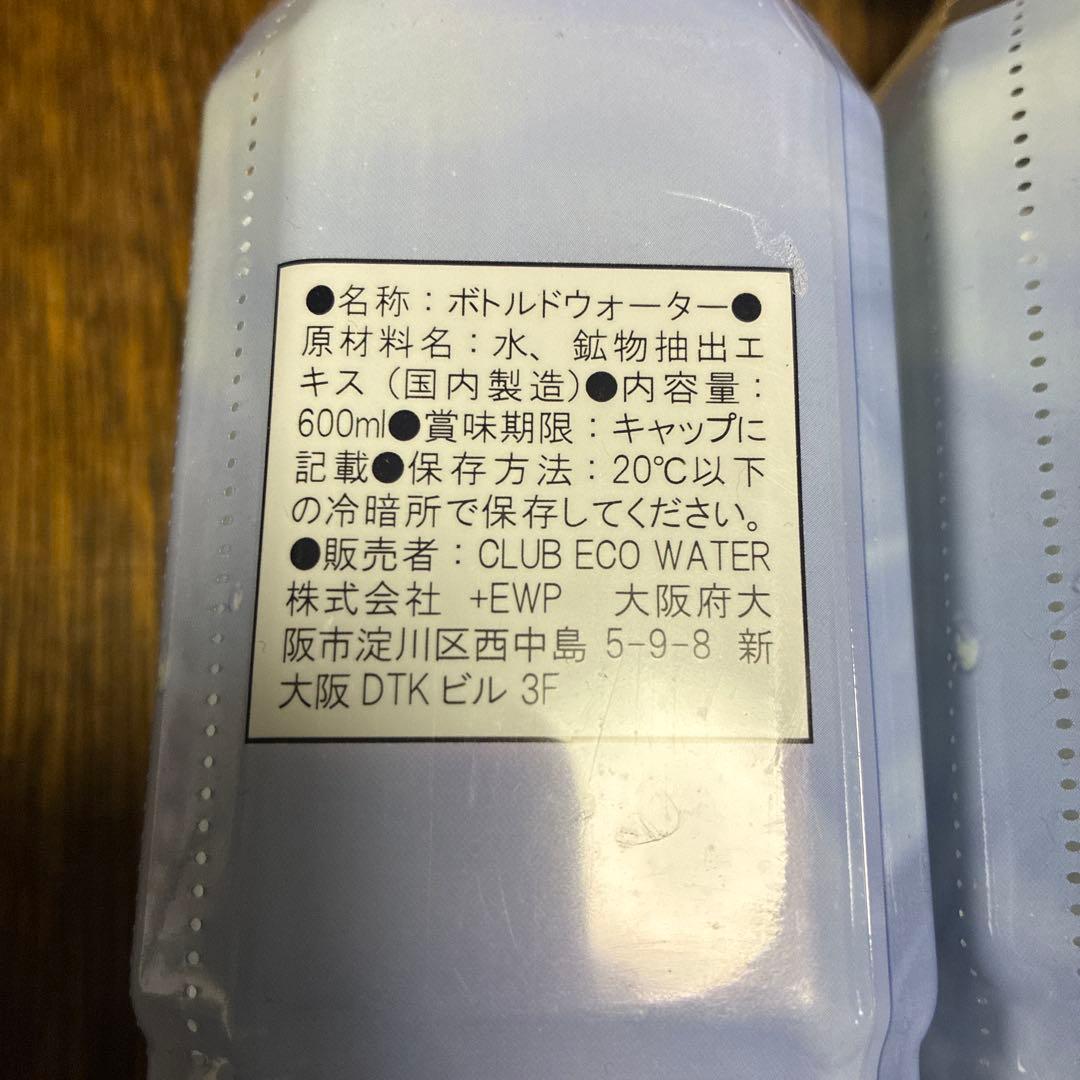 ●名称：ボトルドウォーター●
原材料名：水、鉱物抽出エ
キス（国内製造）●内容量：
600ml●賞味期限：キャップに
記載●保存方法：20℃以下
の冷暗所で保存してください。
●販売者：CLUB ECO WATER
株式会社 +EWP 大阪府大
阪市淀川区西中島 5-9-8 新
大阪 DTK ビル 3F